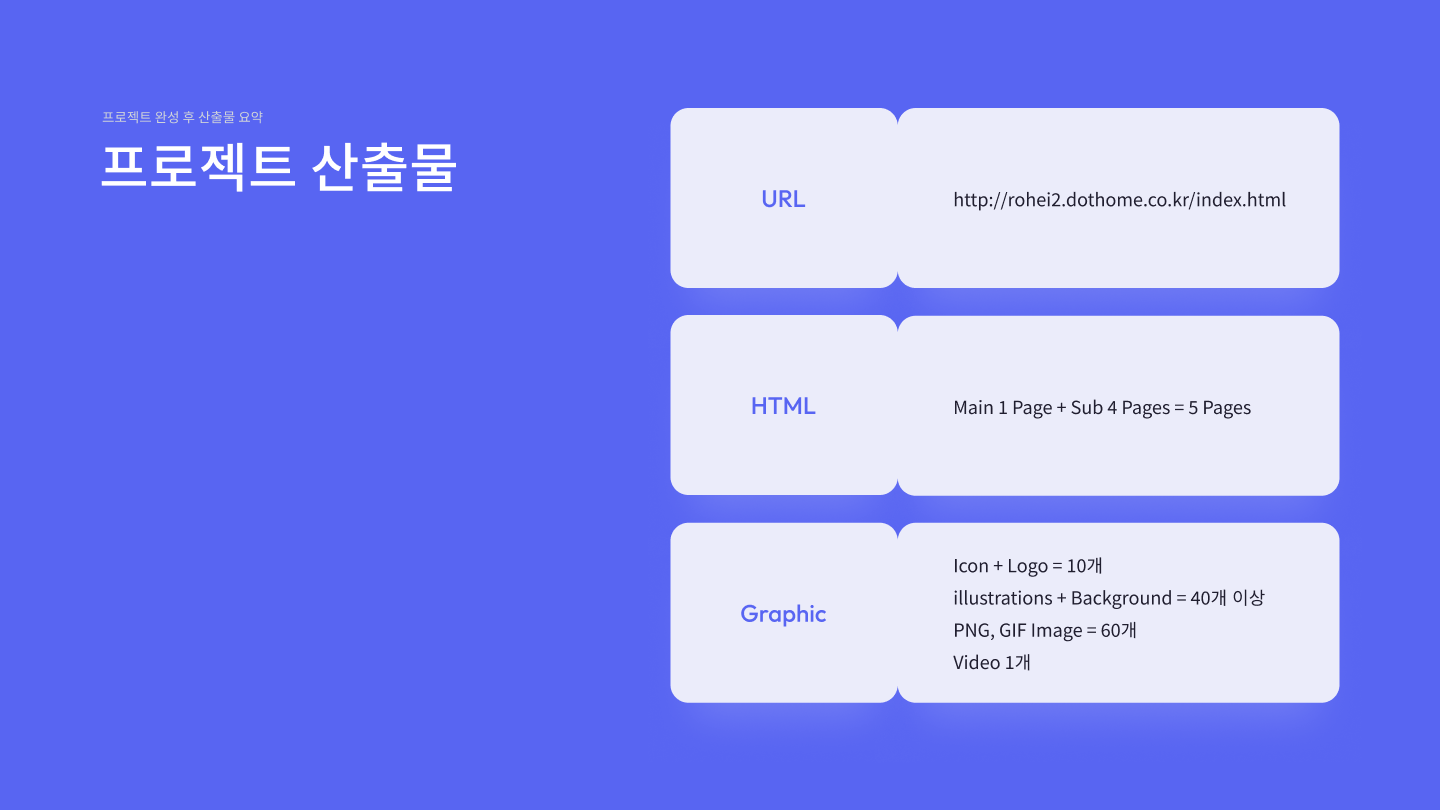 프로젝트 완성 후 산출물 요약
프로젝트 산출물
URL
http://rohei2.dothome.co.kr/index.html
HTML
Main 1 Page + Sub 4 Pages = 5 Pages
Graphic
Icon + Logo = 10개
illustrations + Background = 40개 이상
PNG, GIF Image = 60개
Video 1개